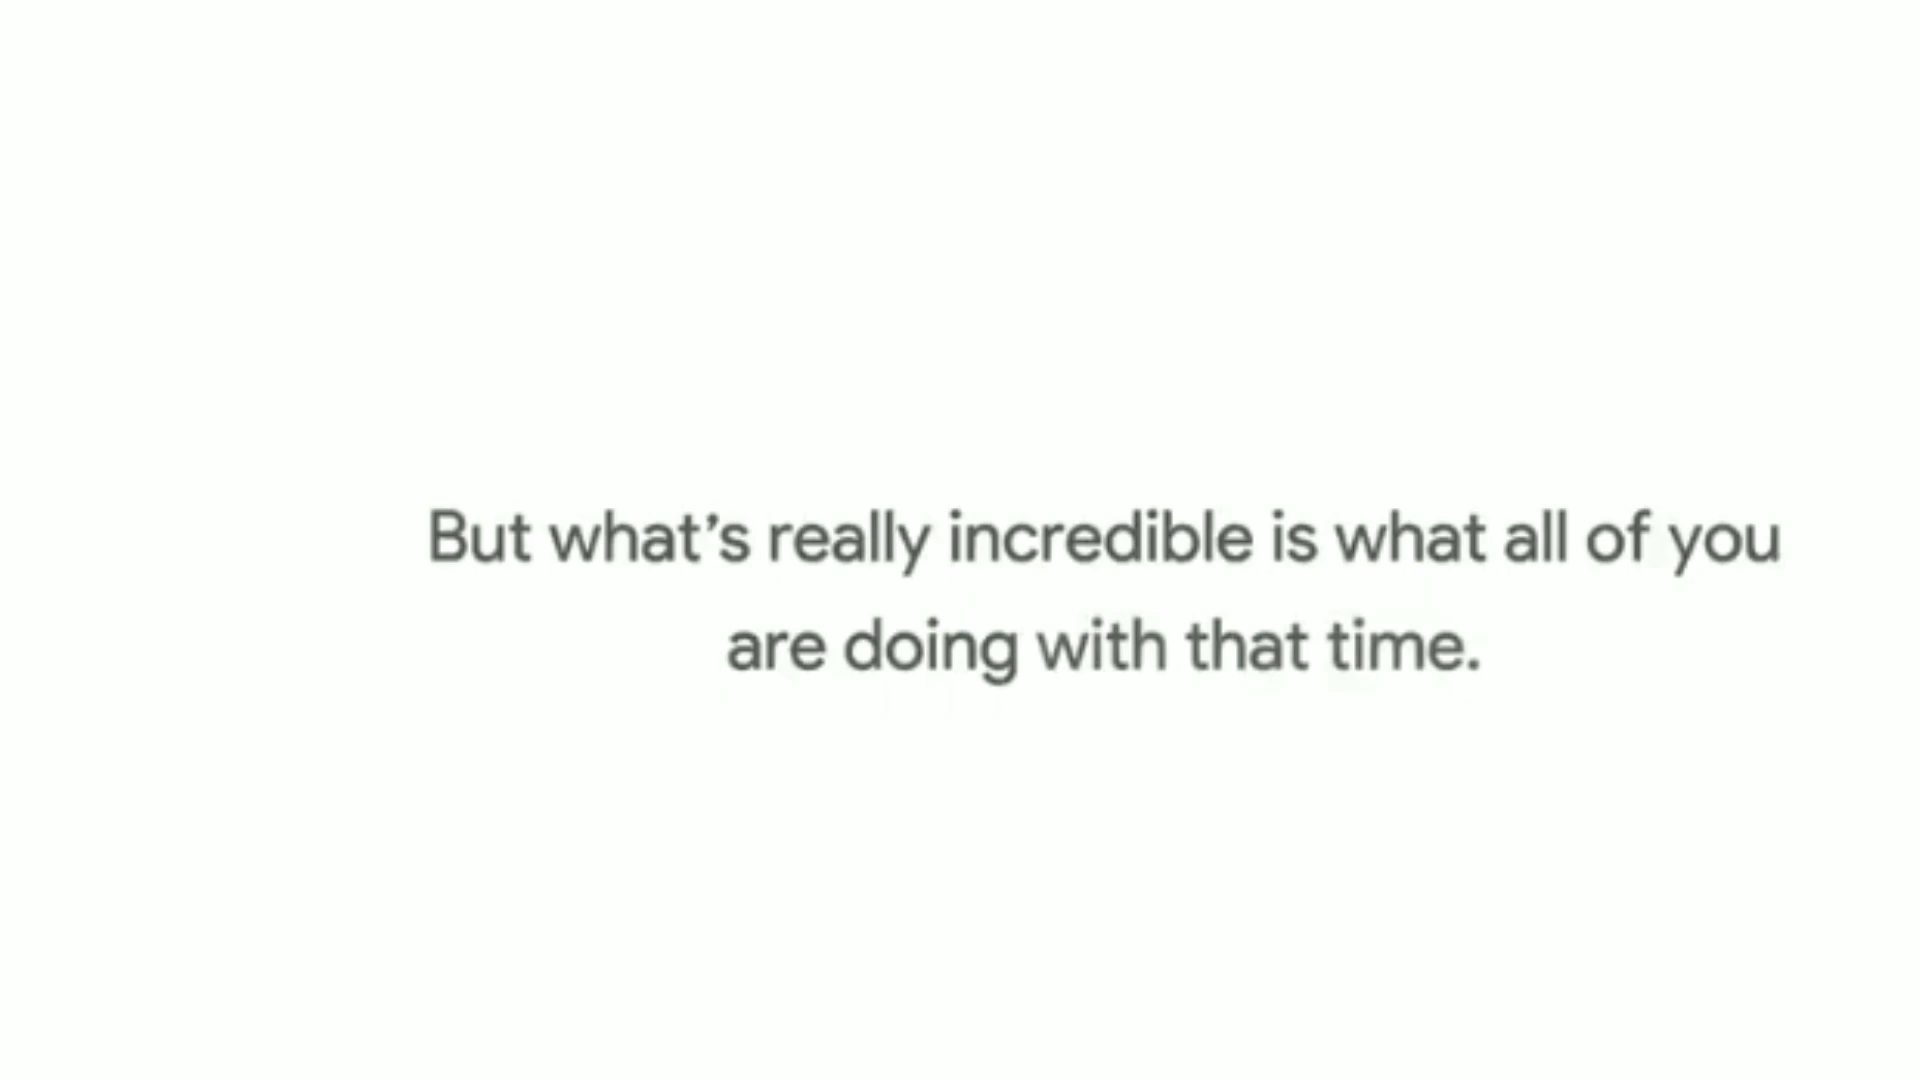 But what’s really incredible is what all of you
are doing with that time.